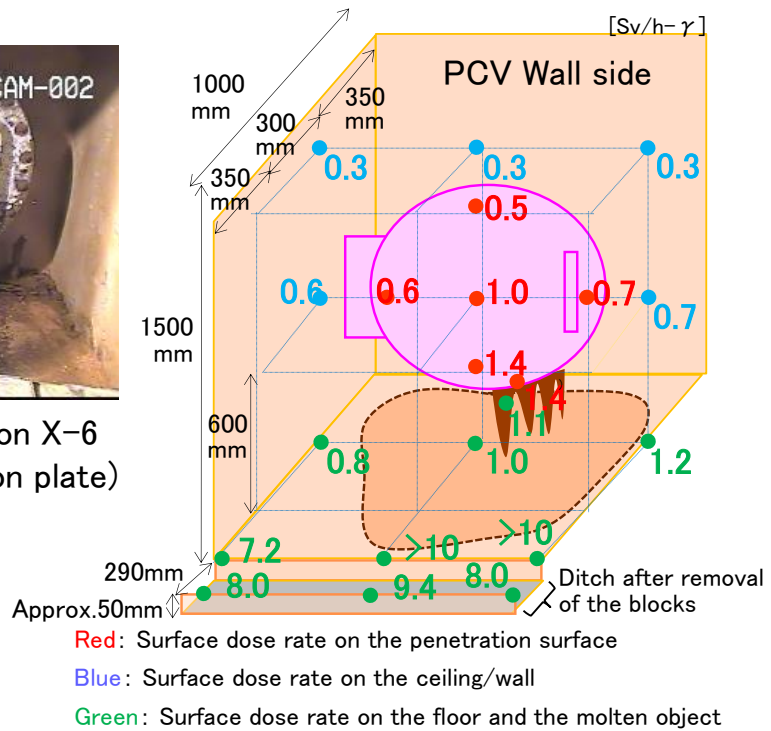 [Sv/h-γ]
CAM-002
PCV Wall side
1000
mm
350
mm
300
mm
350
mm
0.3
0.3
0.3
0.5
0.6
0.6
1.0
0.7
0.7
1500
mm
1.4
1.4
1.1
600
mm
0.8
1.0
1.2
on X-6
on plate)
7.2
>10
>10
290mm
8.0
9.4
8.0
Approx.50mm
Ditch after removal
of the blocks
Red: Surface dose rate on the penetration surface
Blue: Surface dose rate on the ceiling/wall
Green: Surface dose rate on the floor and the molten object